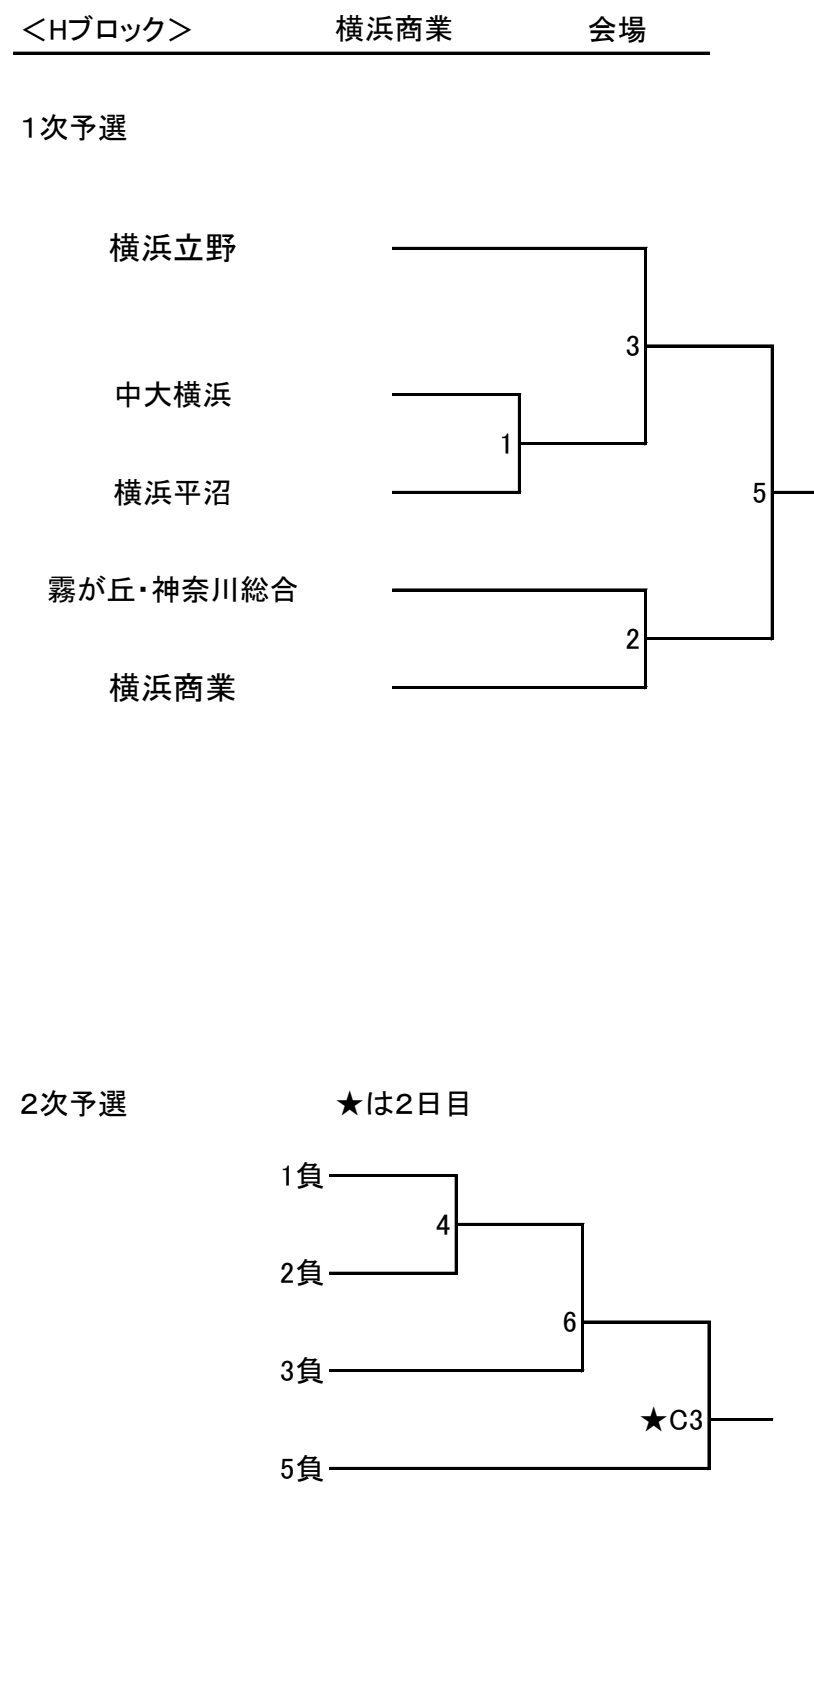 ＜Hブロック＞ 横浜商業 会場
１次予選
横浜立野
3
中大横浜
1
横浜平沼
5
霧が丘・神奈川総合
2
横浜商業
２次予選 ★は２日目
1負
4
2負
6
3負
★C3
5負